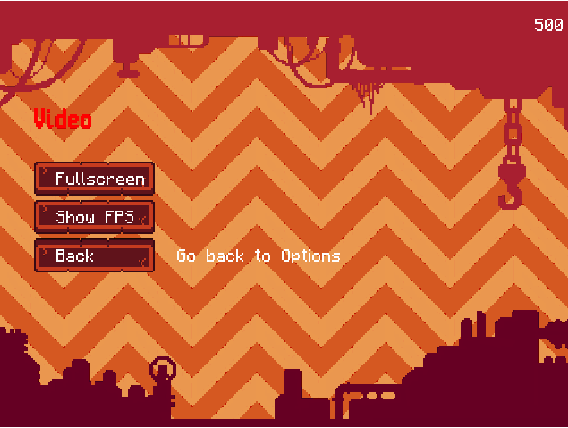 500
Video
Fullscreen
Show FPS
Back Go back to Options